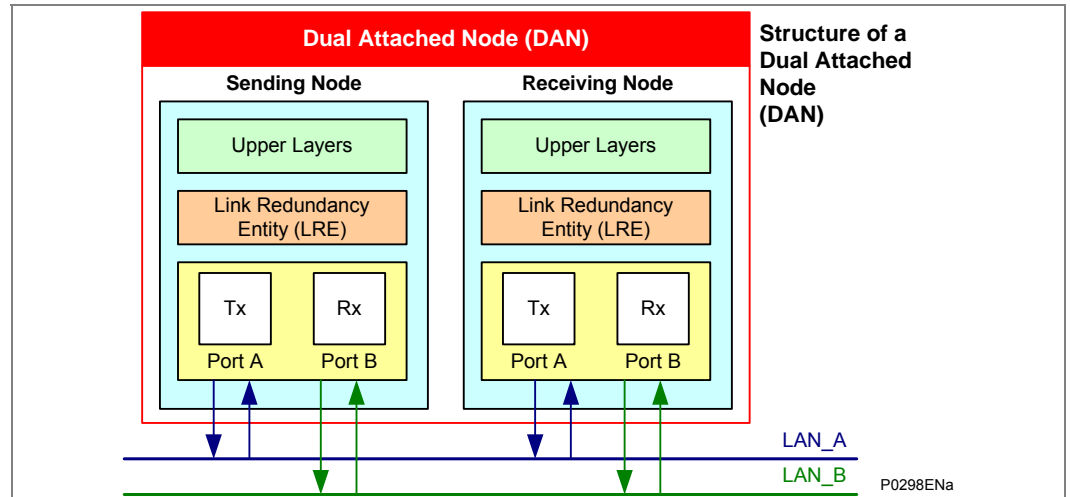 Dual Attached Node (DAN)
Structure of a
Dual Attached
Node
(DAN)
Sending Node
Receiving Node
Upper Layers
Upper Layers
Link Redundancy
Entity (LRE)
Link Redundancy
Entity (LRE)
Tx
Rx
Tx
Rx
Port A
Port B
Port A
Port B
LAN_A
LAN_B
P0298ENa